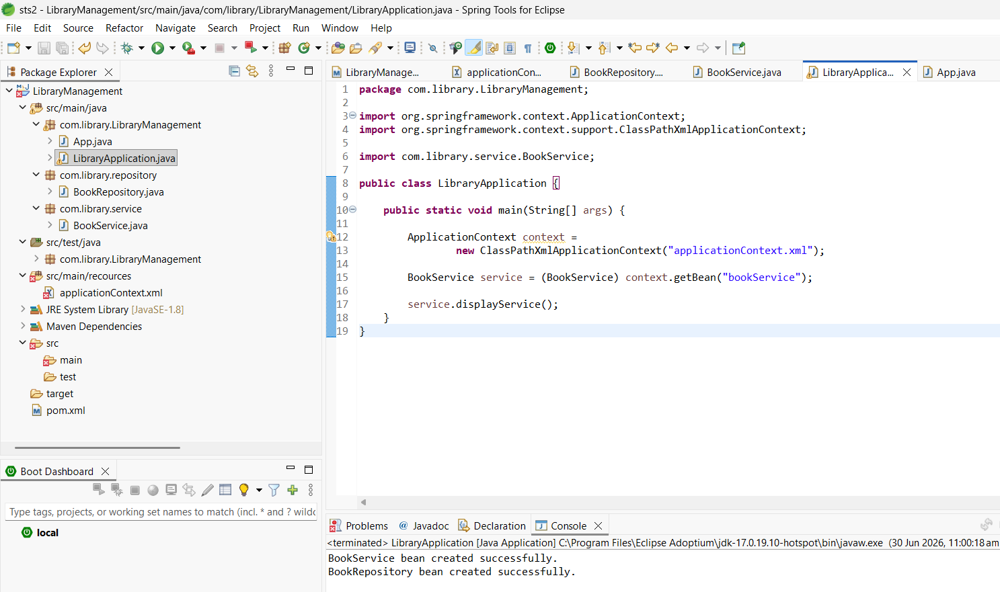 sts2 - LibraryManagement/src/main/java/com/library/LibraryManagement/LibraryApplication.java - Spring Tools for Eclipse
File Edit Source Refactor Navigate Search Project Run Window Help
Package Explorer
LibraryManagement
src/main/java
com.library.LibraryManagement
App.java
LibraryApplication.java
com.library.repository
BookRepository.java
com.library.service
BookService.java
src/test/java
com.library.LibraryManagement
src/main/recources
applicationContext.xml
JRE System Library [JavaSE-1.8]
Maven Dependencies
src
main
test
target
pom.xml
Boot Dashboard
Type tags, projects, or working set names to match (incl. * and ? wildc
local
LibraryManage... applicationCon... BookRepository.... BookService.java LibraryApplica... App.java
1 package com.library.LibraryManagement;
2
3 import org.springframework.context.ApplicationContext;
4 import org.springframework.context.support.ClassPathXmlApplicationContext;
5
6 import com.library.service.BookService;
7
8 public class LibraryApplication {
9
10 public static void main(String[] args) {
11
12 ApplicationContext context =
13 new ClassPathXmlApplicationContext("applicationContext.xml");
14
15 BookService service = (BookService) context.getBean("bookService");
16
17 service.displayService();
18 }
19 }
Problems @ Javadoc Declaration Console
<terminated> LibraryApplication [Java Application] C:\Program Files\Eclipse Adoptium\jdk-17.0.19.10-hotspot\bin\javaw.exe (30 Jun 2026, 11:00:18 am
BookService bean created successfully.
BookRepository bean created successfully.